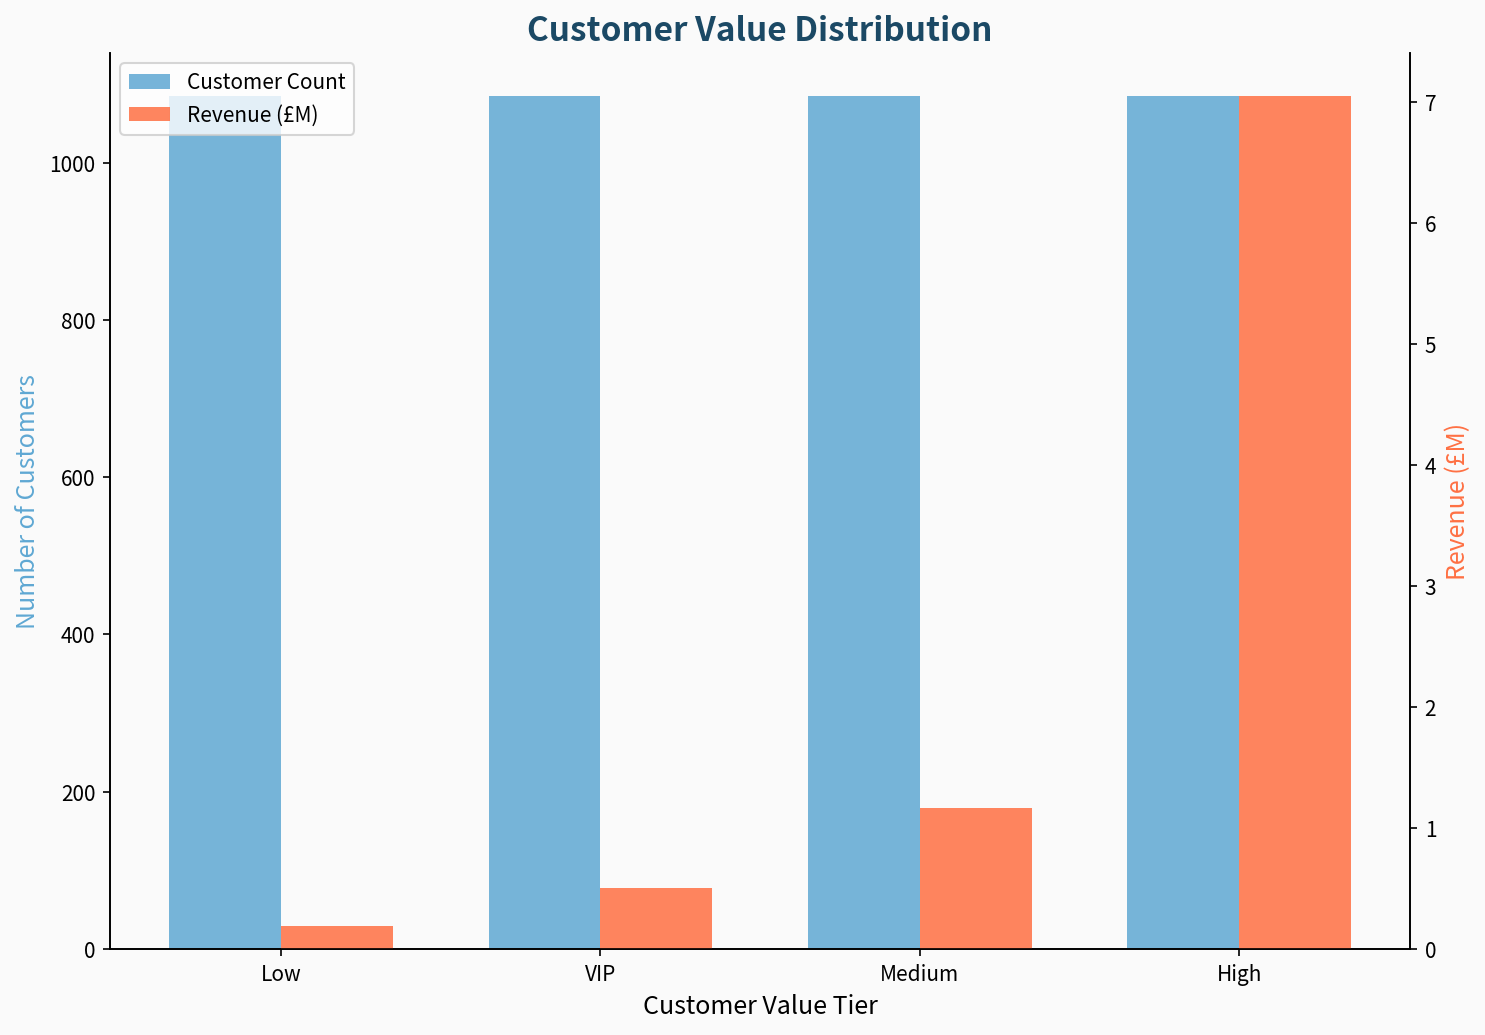 Customer Value Distribution
Customer Count
Revenue (£M)
Number of Customers
1000
800
600
400
200
0
7
6
5
4
3
2
1
0
Revenue (£M)
Low
VIP
Medium
High
Customer Value Tier